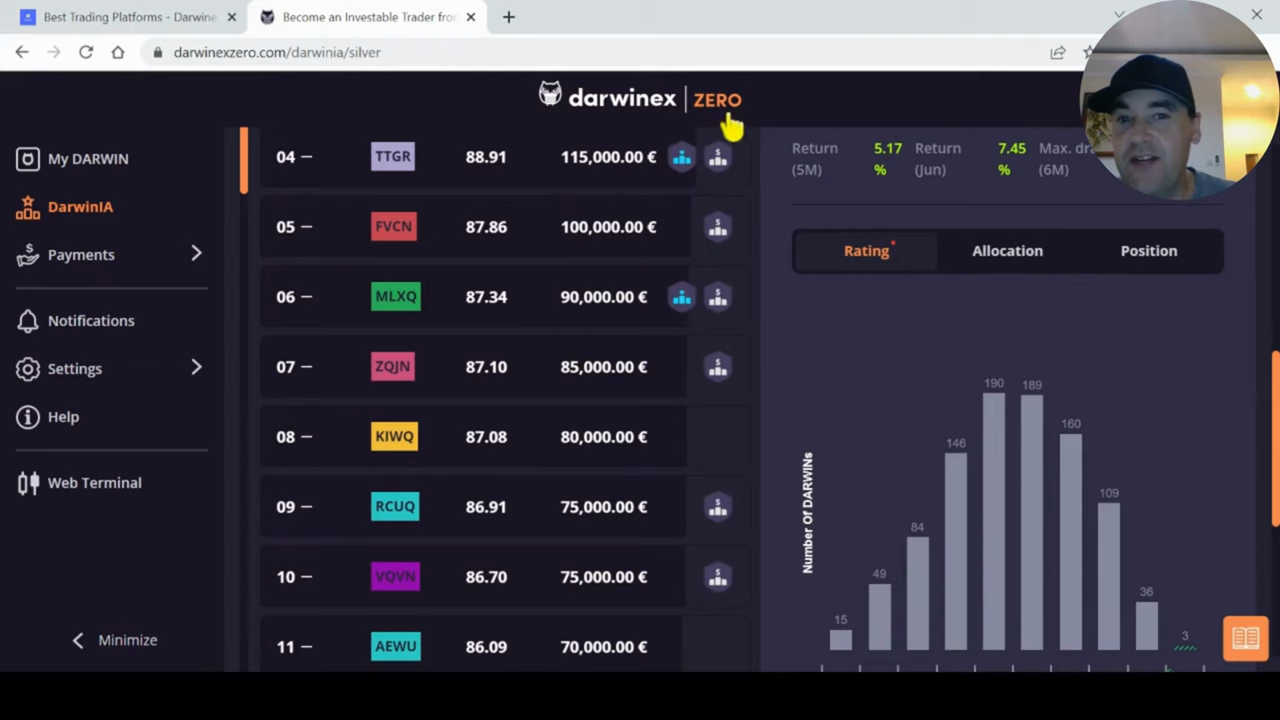 Best Trading Platforms - Darwine
Become an Investable Trader from
darwinexzero.com/darwinia/silver
darwinex | ZERO
My DARWIN
DarwinIA
Payments
Notifications
Settings
Help
Web Terminal
Minimize
04 – TTGR 88.91 115,000.00 €
05 – FVCN 87.86 100,000.00 €
06 – MLXQ 87.34 90,000.00 €
07 – ZQJN 87.10 85,000.00 €
08 – KIWQ 87.08 80,000.00 €
09 – RCUQ 86.91 75,000.00 €
10 – VQVN 86.70 75,000.00 €
11 – AEWU 86.09 70,000.00 €
Return 5.17 Return 7.45 Max.
(5M) % (Jun) % (6M)
Rating Allocation Position
Number Of DARWINs
15
49
84
146
190
189
160
109
36
3